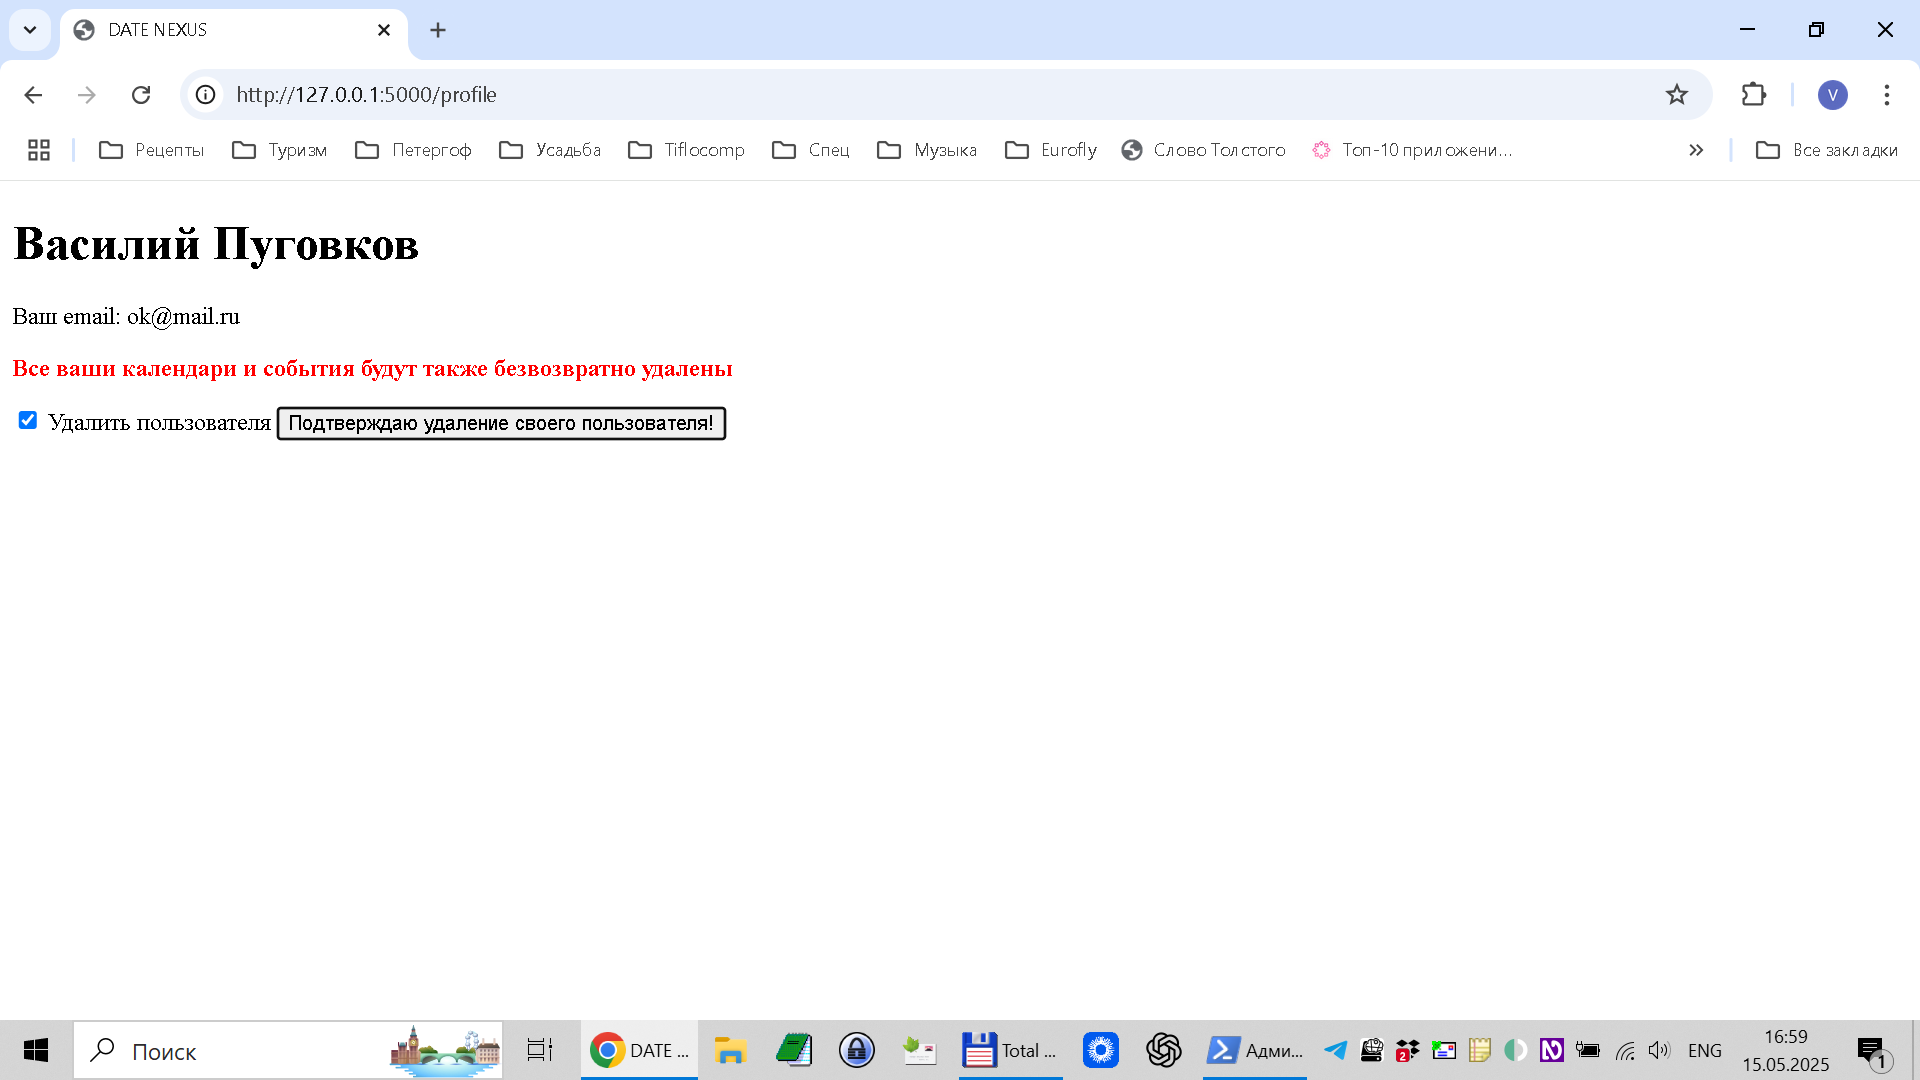 DATE NEXUS
http://127.0.0.1:5000/profile
V
Рецепты
Туризм
Петергоф
Усадьба
Tiflocomp
Спец
Музыка
Eurofly
Слово Толстого
Топ-10 приложени...
Все закладки
Василий Пуговков
Ваш email: ok@mail.ru
Все ваши календари и события будут также безвозвратно удалены
Удалить пользователя
Подтверждаю удаление своего пользователя!
Поиск
DATE ...
Total ...
Адми...
2
N
ENG
16:59
15.05.2025
1